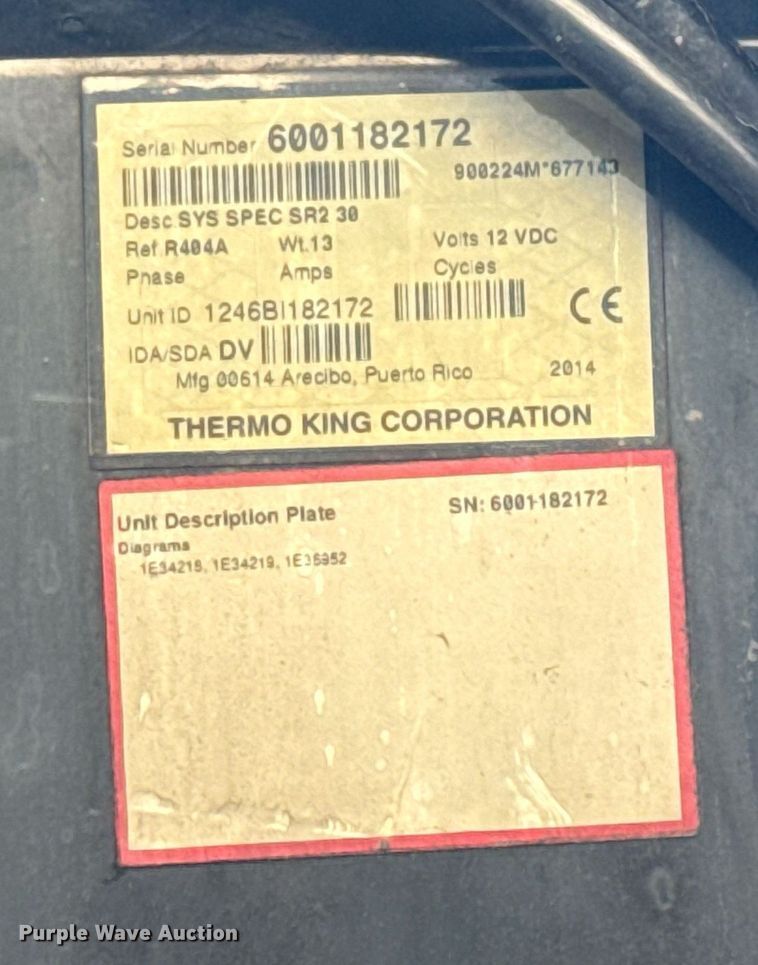 Serial Number 6001182172
900224M*677143
Desc SYS SPEC SR2 30
Ref R404A Wt.13 Volts 12 VDC
Phase Amps Cycles
Unit ID 1246BI182172
CE
IDA/SDA DV
Mfg 00614 Arecibo, Puerto Rico 2014
THERMO KING CORPORATION
Unit Description Plate SN: 6001182172
Diagrams
1E34219,
Purple Wave Auction